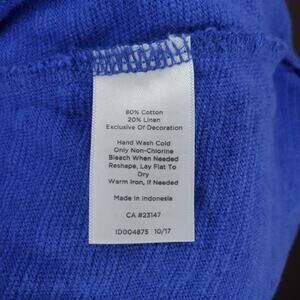 80% Cotton
20% Linen
Exclusive Of Decoration
Hand Wash Cold
Only Non-Chlorine
Bleach When Needed
Reshape, Lay Flat To
Dry
Warm Iron, If Needed
Made in Indonesia
CA #23147
ID004875 10/17